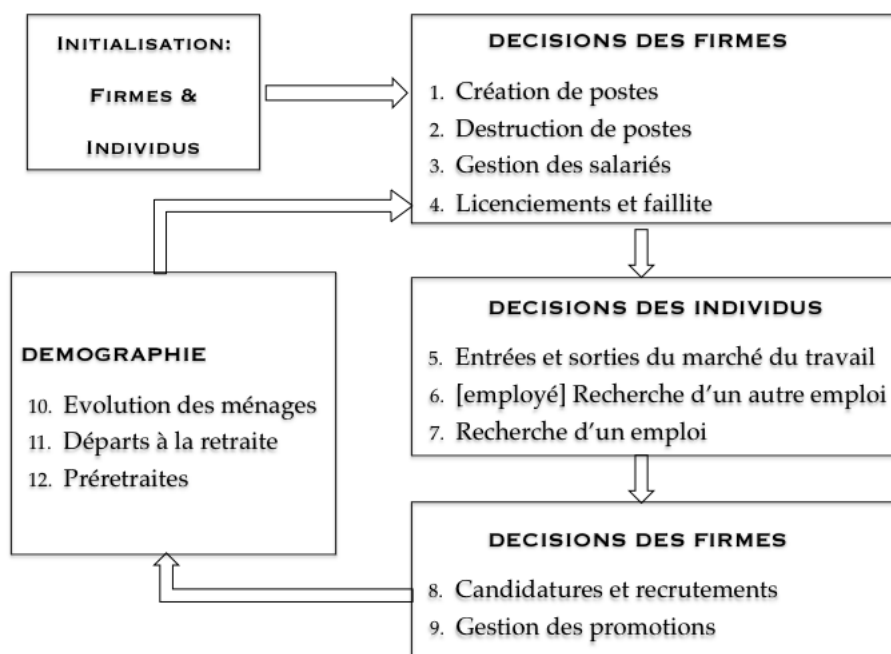 INITIALISATION:
FIRMES &
INDIVIDUS
DECISIONS DES FIRMES
1. Création de postes
2. Destruction de postes
3. Gestion des salariés
4. Licenciements et faillite
DECISIONS DES INDIVIDUS
5. Entrées et sorties du marché du travail
6. [employé] Recherche d'un autre emploi
7. Recherche d'un emploi
DECISIONS DES FIRMES
8. Candidatures et recrutements
9. Gestion des promotions
DEMOGRAPHIE
10. Evolution des ménages
11. Départs à la retraite
12. Préretraites